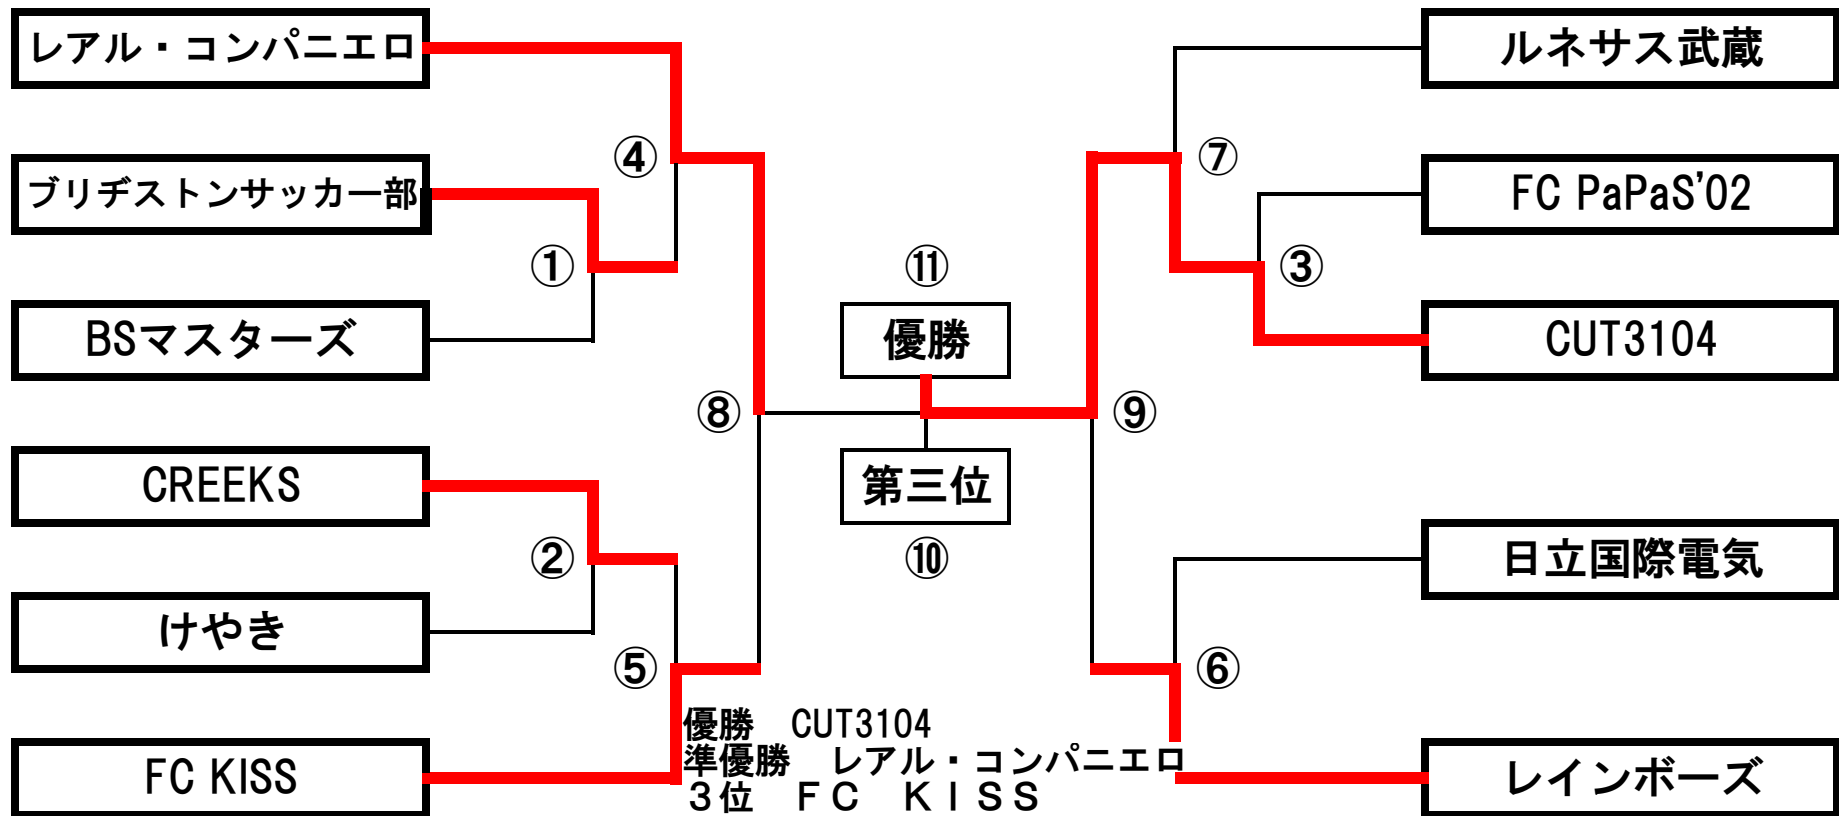 レアル・コンパニエロ
ルネサス武蔵
④
⑦
ブリヂストンサッカー部
FC PaPaS'02
①
⑪
③
BSマスターズ
優勝
CUT3104
⑧
⑨
CREEKS
第三位
②
⑩
日立国際電気
けやき
⑤
⑥
優勝　CUT3104
準優勝　レアル・コンパニエロ
３位　ＦＣ　ＫＩＳＳ
FC KISS
レインボーズ